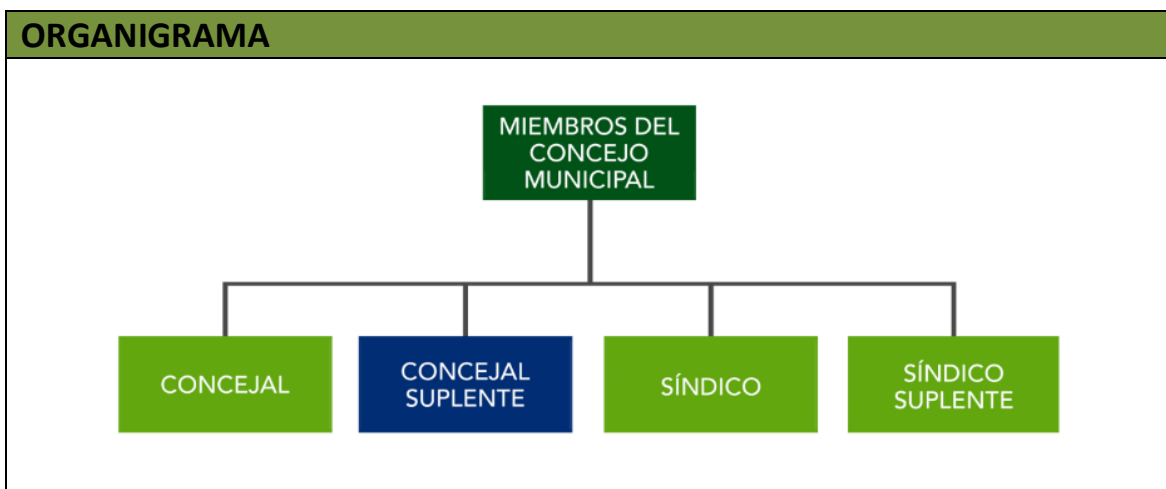 ORGANIGRAMA
MIEMBROS DEL
CONCEJO
MUNICIPAL
CONCEJAL
CONCEJAL
SUPLENTE
SÍNDICO
SÍNDICO
SUPLENTE